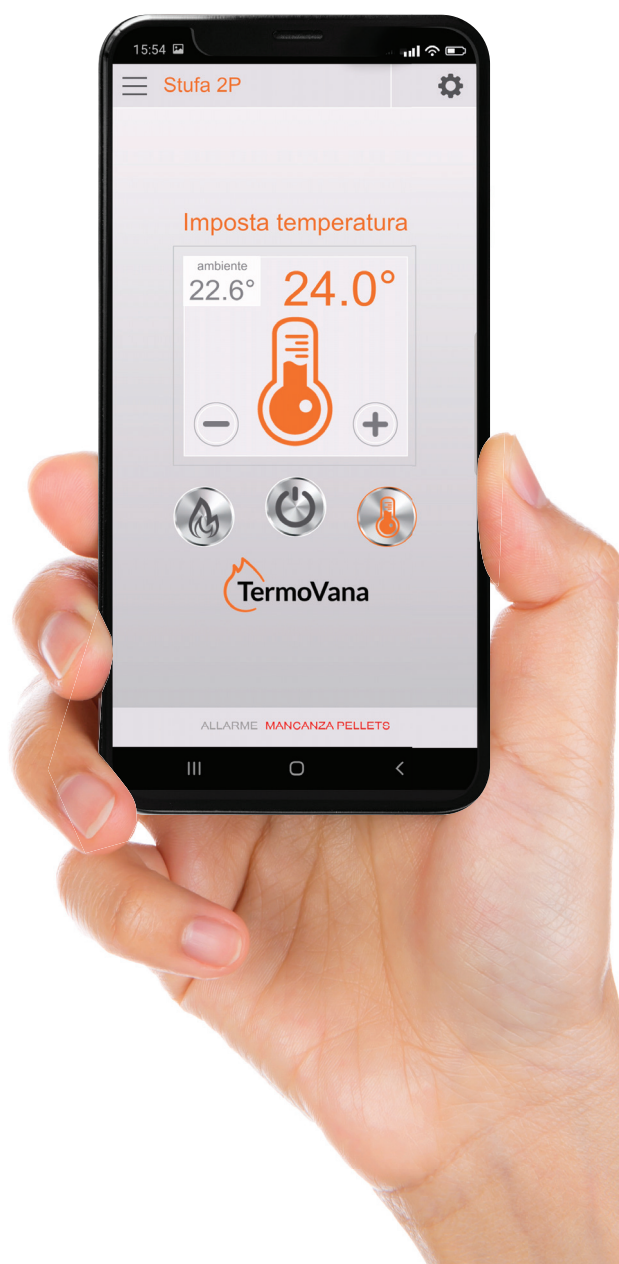 15:54
Stufa 2P
Imposta temperatura
ambiente
22.6°
24.0°
TermoVana
ALLARME MANCANZA PELLETS